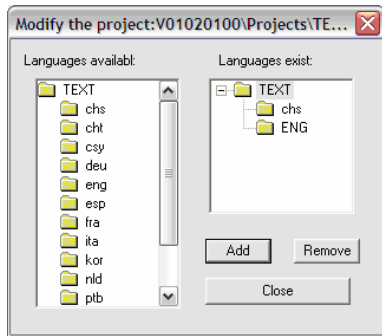 Modify the project:V01020100\Projects\TE...
Languages availabl:
TEXT
chs
cht
csy
deu
eng
esp
fra
ita
kor
nld
ptb
Languages exist:
TEXT
chs
ENG
Add
Remove
Close